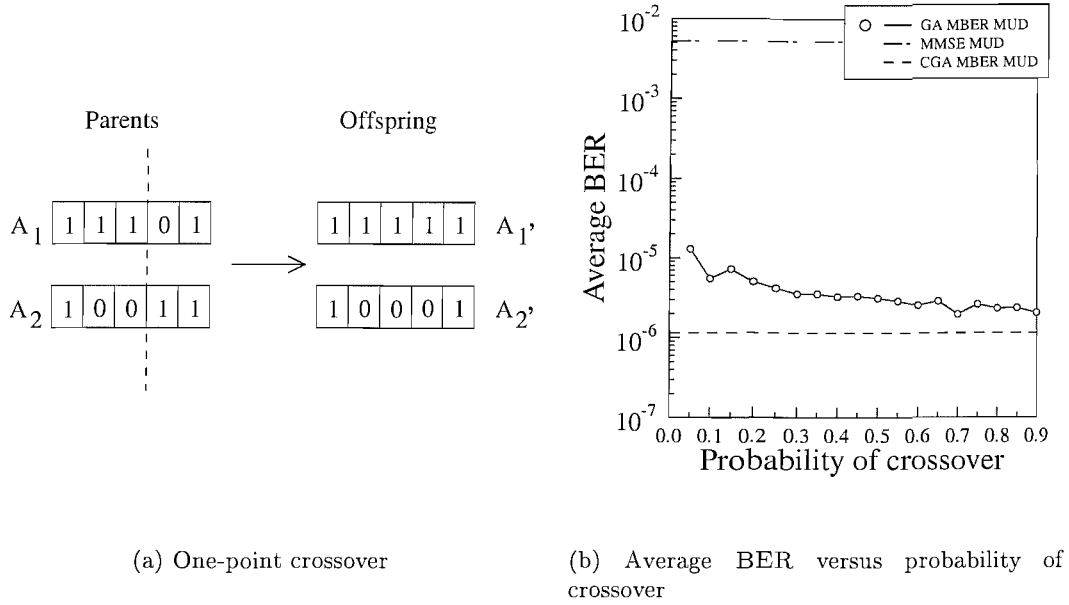 Parents
Offspring
A1 1 1 1 0 1
1 1 1 1 1 A1'
A2 1 0 0 1 1
1 0 0 0 1 A2'
(a) One-point crossover
GA MBER MUD
MMSE MUD
CGA MBER MUD
Average BER
10-2
10-3
10-4
10-5
10-6
10-7
0.0 0.1 0.2 0.3 0.4 0.5 0.6 0.7 0.8 0.9
Probability of crossover
(b) Average BER versus probability of
crossover